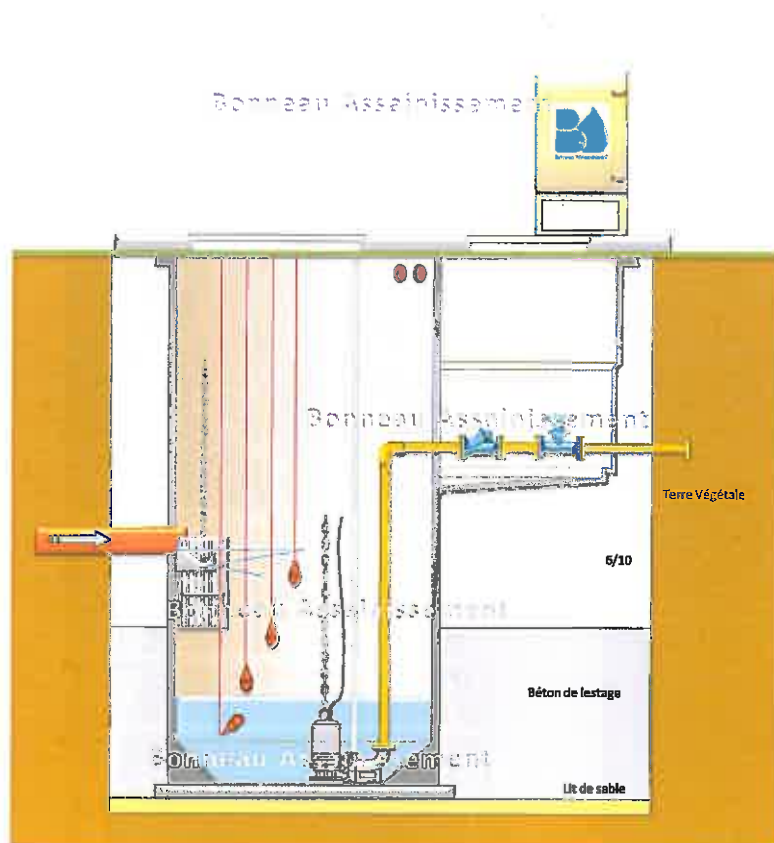 Bonneau Assainissement
Bonneau Assainissement
Terre Végétale
6/10
Bonneau Assainissement
Béton de lestage
Bonneau Assainissement
Lit de sable